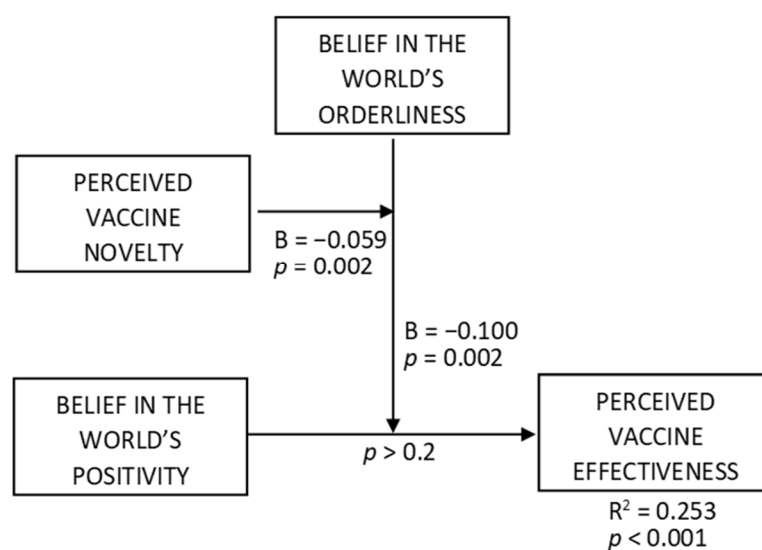 BELIEF IN THE
WORLD'S
ORDERLINESS
PERCEIVED
VACCINE
NOVELTY
B = −0.059
p = 0.002
B = −0.100
p = 0.002
BELIEF IN THE
WORLD'S
POSITIVITY
p > 0.2
PERCEIVED
VACCINE
EFFECTIVENESS
R² = 0.253
p < 0.001